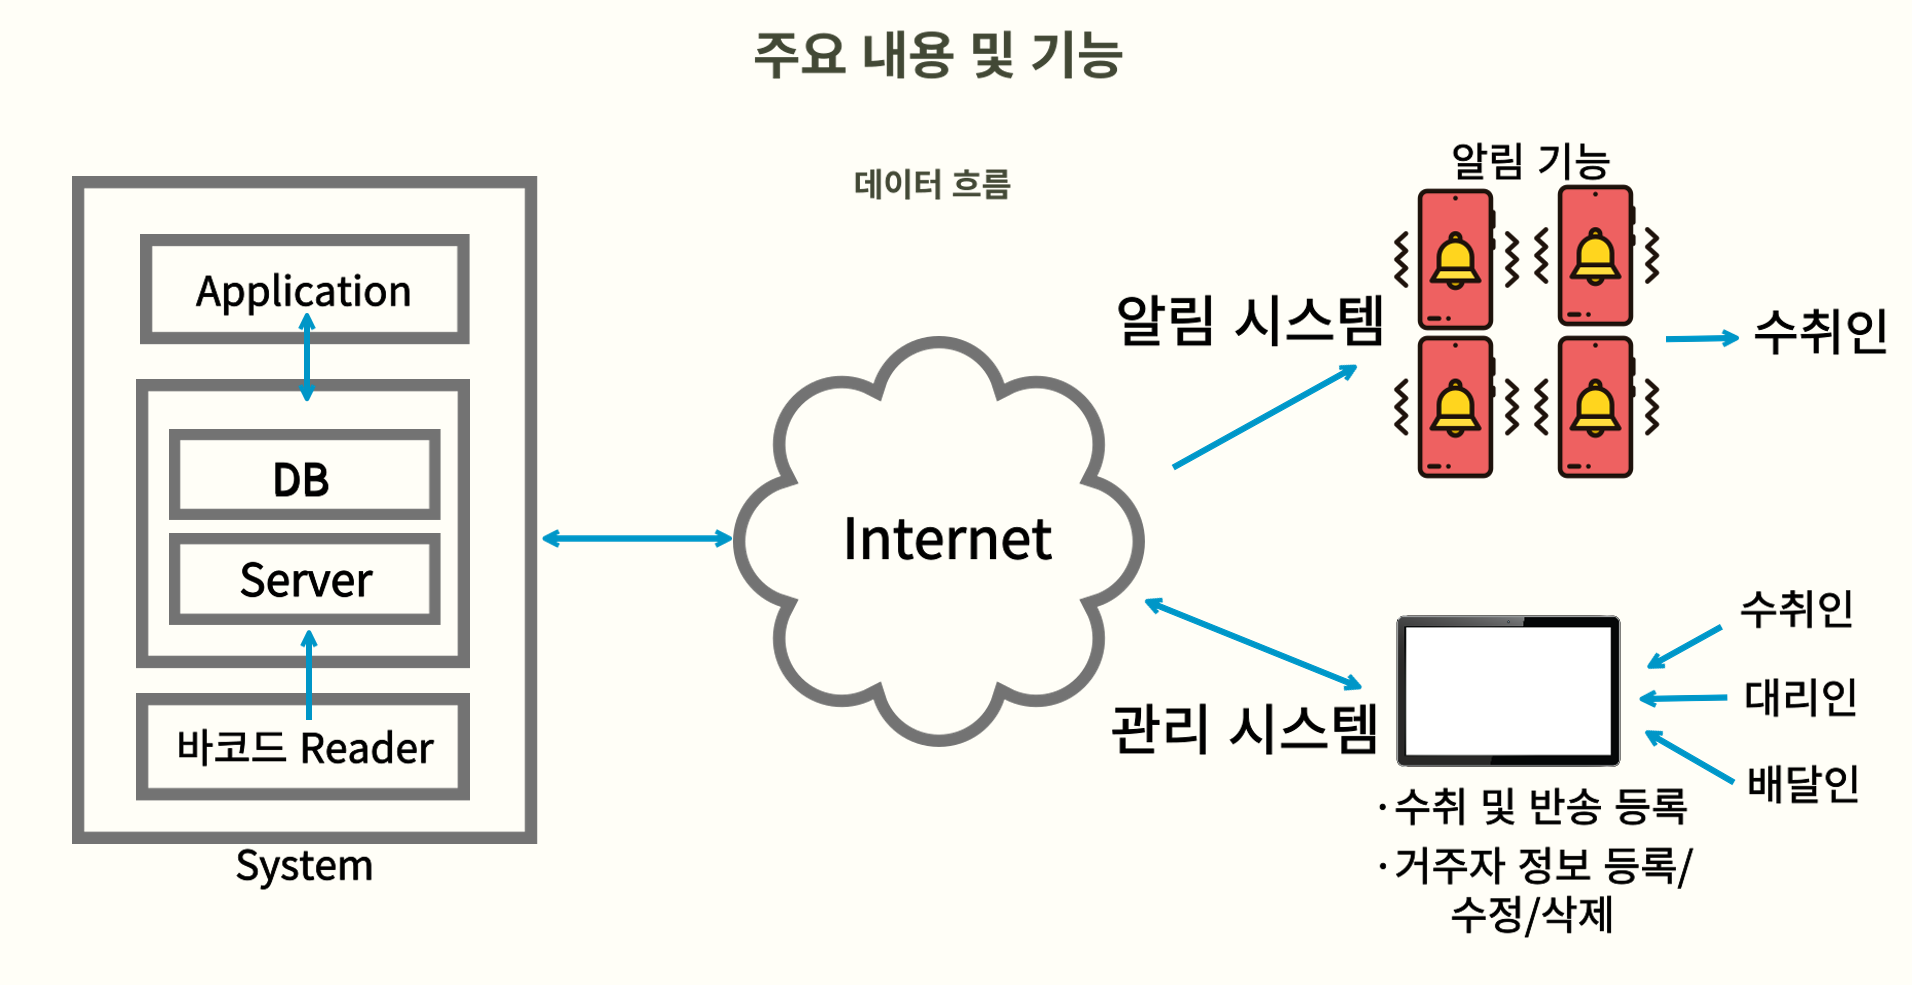 주요 내용 및 기능
데이터 흐름
Application
DB
Server
바코드 Reader
System
Internet
알림 시스템
알림 기능
수취인
관리 시스템
수취인
대리인
배달인
· 수취 및 반송 등록
· 거주자 정보 등록/
수정/삭제